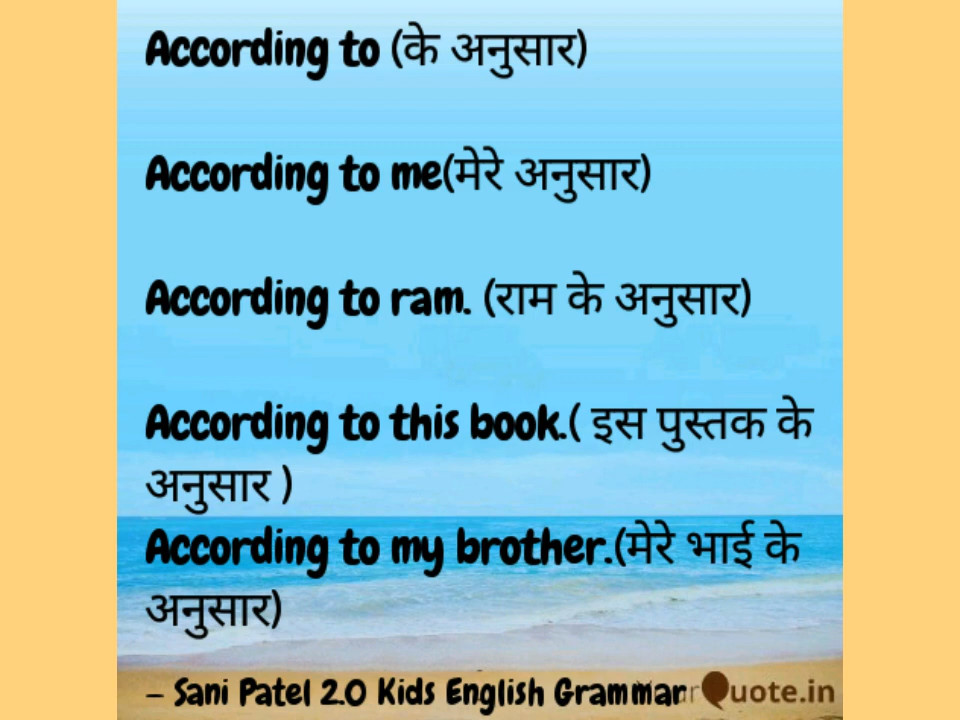 According to (के अनुसार)
According to me(मेरे अनुसार)
According to ram. (राम के अनुसार)
According to this book.( इस पुस्तक के
अनुसार )
According to my brother.(मेरे भाई के
अनुसार)
– Sani Patel 2.0 Kids English Grammar
uote.in